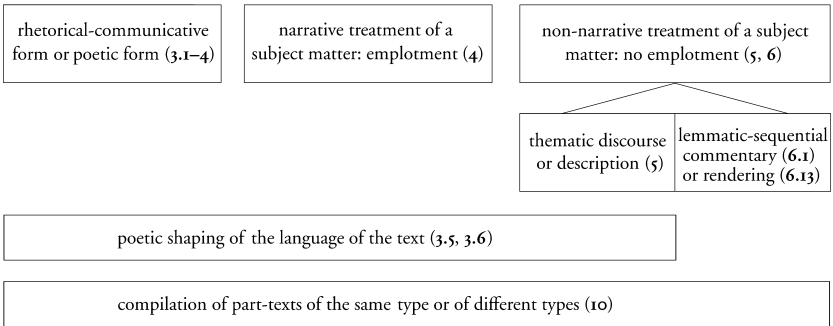 rhetorical-communicative
form or poetic form (3.1–4)
narrative treatment of a
subject matter: emplotment (4)
non-narrative treatment of a subject
matter: no emplotment (5, 6)
thematic discourse
or description (5)
lemmatic-sequential
commentary (6.1)
or rendering (6.13)
poetic shaping of the language of the text (3.5, 3.6)
compilation of part-texts of the same type or of different types (10)